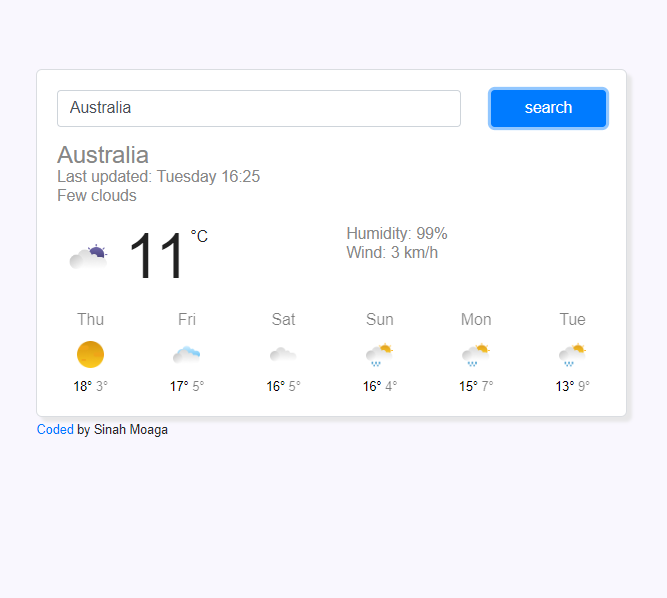 Australia
search
Australia
Last updated: Tuesday 16:25
Few clouds
11 °C
Humidity: 99%
Wind: 3 km/h
Thu Fri Sat Sun Mon Tue
18° 3° 17° 5° 16° 5° 16° 4° 15° 7° 13° 9°
Coded by Sinah Moaga